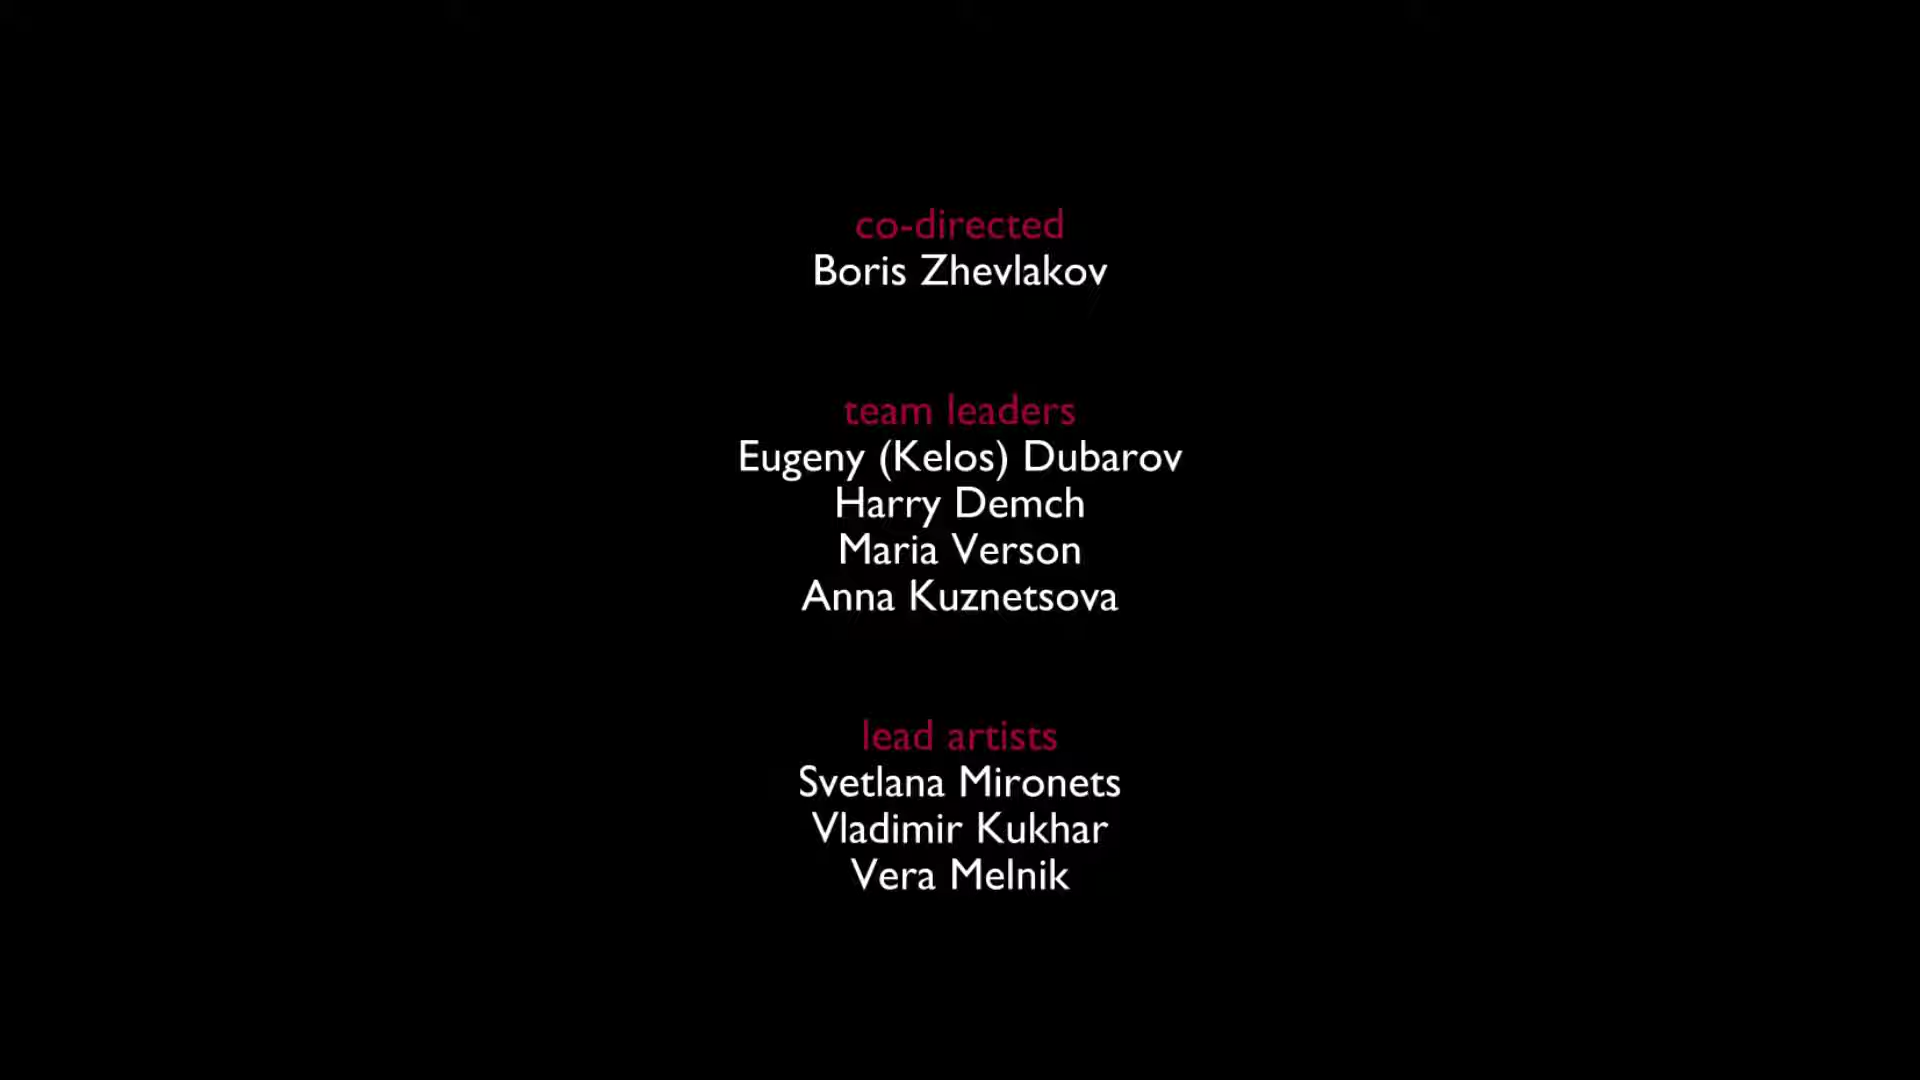 co-directed
Boris Zhevlakov
team leaders
Eugeny (Kelos) Dubarov
Harry Demch
Maria Verson
Anna Kuznetsova
lead artists
Svetlana Mironets
Vladimir Kukhar
Vera Melnik